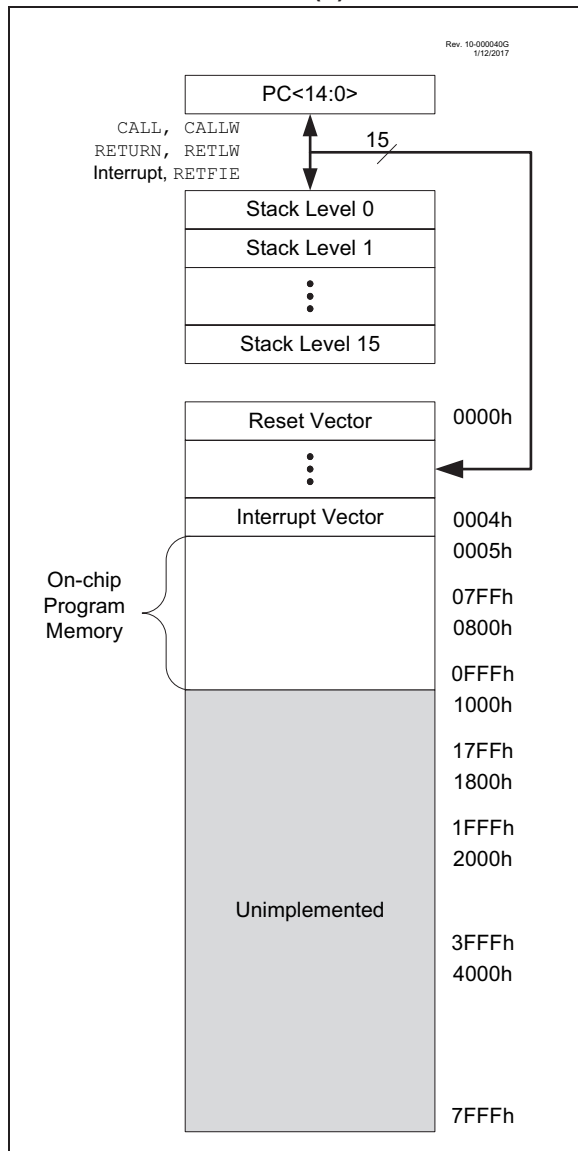 Rev. 10-000040G
1/12/2017
PC<14:0>
CALL, CALLW
RETURN, RETLW
Interrupt, RETFIE
15
Stack Level 0
Stack Level 1
Stack Level 15
Reset Vector
0000h
Interrupt Vector
0004h
0005h
On-chip
Program
Memory
07FFh
0800h
0FFFh
1000h
17FFh
1800h
1FFFh
2000h
Unimplemented
3FFFh
4000h
7FFFh